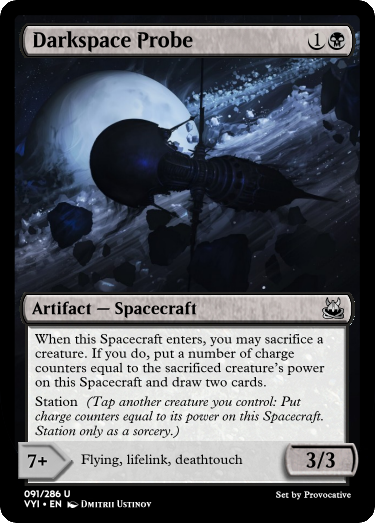 Darkspace Probe 1
Artifact — Spacecraft
When this Spacecraft enters, you may sacrifice a
creature. If you do, put a number of charge
counters equal to the sacrificed creature's power
on this Spacecraft and draw two cards.
Station (Tap another creature you control: Put
charge counters equal to its power on this Spacecraft.
Station only as a sorcery.)
7+ Flying, lifelink, deathtouch
3/3
091/286 U
VYI • EN Dmitrii Ustinov
Set by Provocative